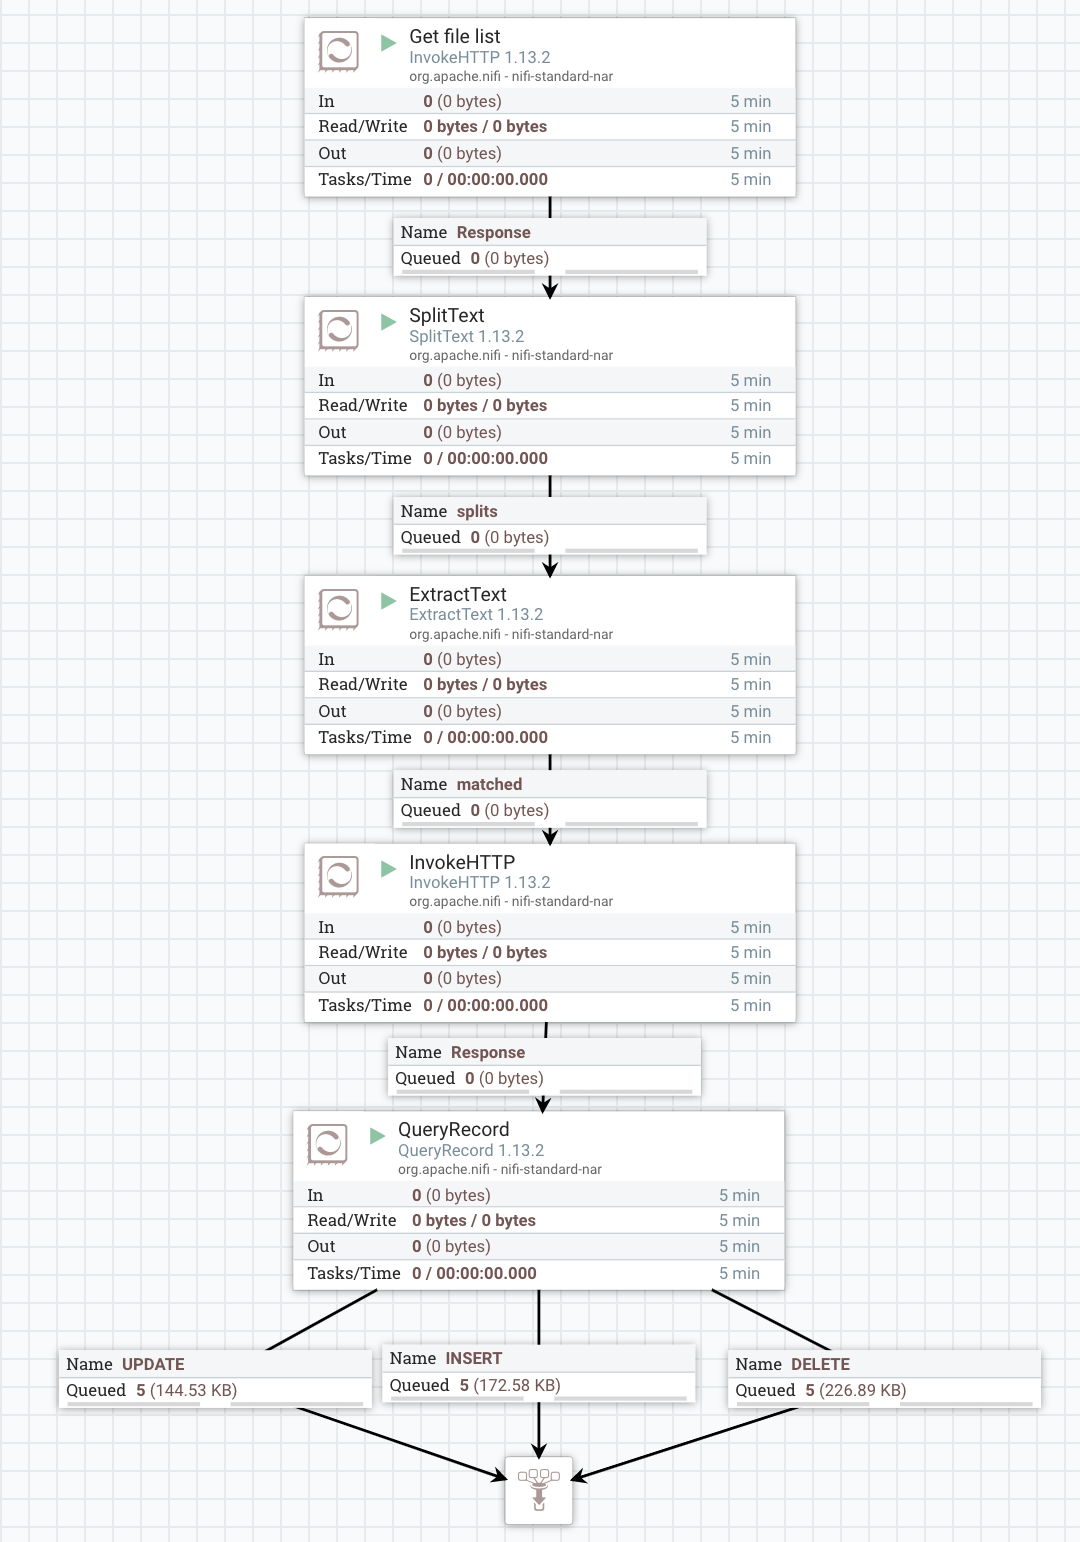 Get file list
InvokeHTTP 1.13.2
org.apache.nifi - nifi-standard-nar
In 0 (0 bytes) 5 min
Read/Write 0 bytes / 0 bytes 5 min
Out 0 (0 bytes) 5 min
Tasks/Time 0 / 00:00:00.000 5 min
Name Response
Queued 0 (0 bytes)
SplitText
SplitText 1.13.2
org.apache.nifi - nifi-standard-nar
In 0 (0 bytes) 5 min
Read/Write 0 bytes / 0 bytes 5 min
Out 0 (0 bytes) 5 min
Tasks/Time 0 / 00:00:00.000 5 min
Name splits
Queued 0 (0 bytes)
ExtractText
ExtractText 1.13.2
org.apache.nifi - nifi-standard-nar
In 0 (0 bytes) 5 min
Read/Write 0 bytes / 0 bytes 5 min
Out 0 (0 bytes) 5 min
Tasks/Time 0 / 00:00:00.000 5 min
Name matched
Queued 0 (0 bytes)
InvokeHTTP
InvokeHTTP 1.13.2
org.apache.nifi - nifi-standard-nar
In 0 (0 bytes) 5 min
Read/Write 0 bytes / 0 bytes 5 min
Out 0 (0 bytes) 5 min
Tasks/Time 0 / 00:00:00.000 5 min
Name Response
Queued 0 (0 bytes)
QueryRecord
QueryRecord 1.13.2
org.apache.nifi - nifi-standard-nar
In 0 (0 bytes) 5 min
Read/Write 0 bytes / 0 bytes 5 min
Out 0 (0 bytes) 5 min
Tasks/Time 0 / 00:00:00.000 5 min
Name UPDATE
Queued 5 (144.53 KB)
Name INSERT
Queued 5 (172.58 KB)
Name DELETE
Queued 5 (226.89 KB)